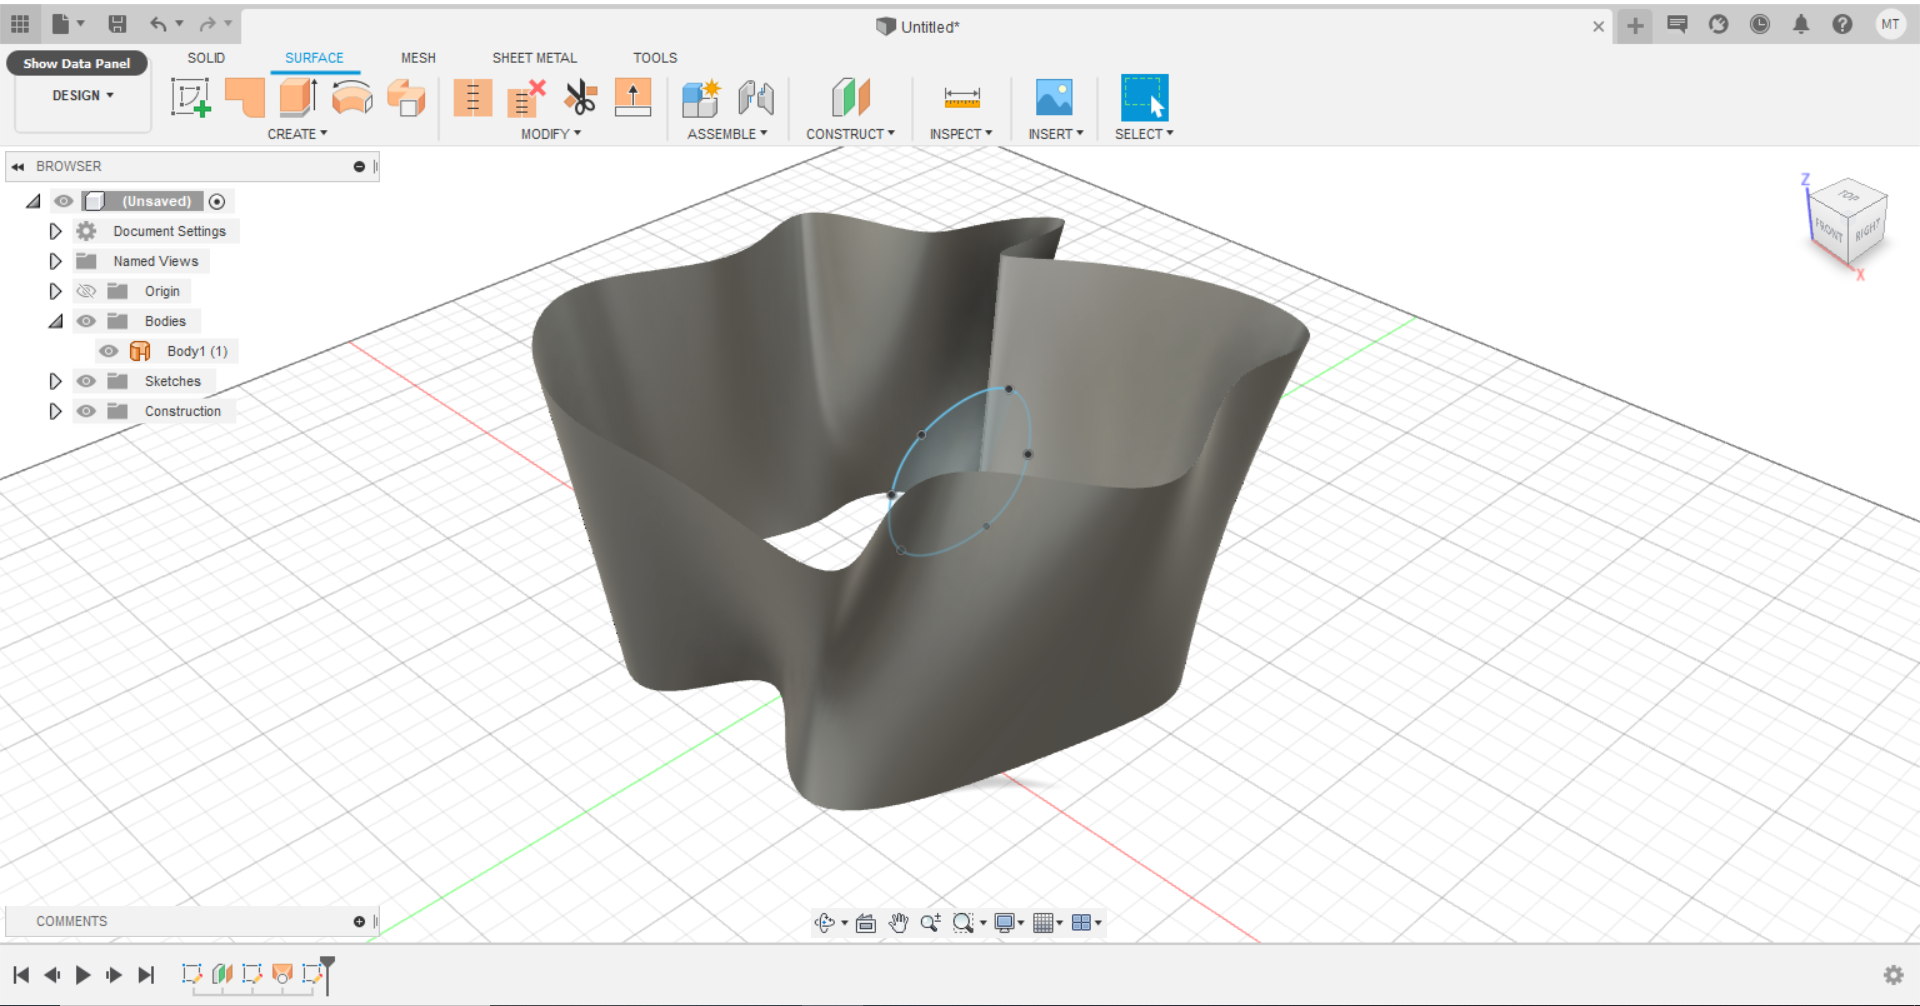 Untitled*
MT
Show Data Panel
SOLID
SURFACE
MESH
SHEET METAL
TOOLS
DESIGN
CREATE
MODIFY
ASSEMBLE
CONSTRUCT
INSPECT
INSERT
SELECT
BROWSER
(Unsaved)
Document Settings
Named Views
Origin
Bodies
Body1 (1)
Sketches
Construction
Z
TOP
FRONT
RIGHT
X
COMMENTS